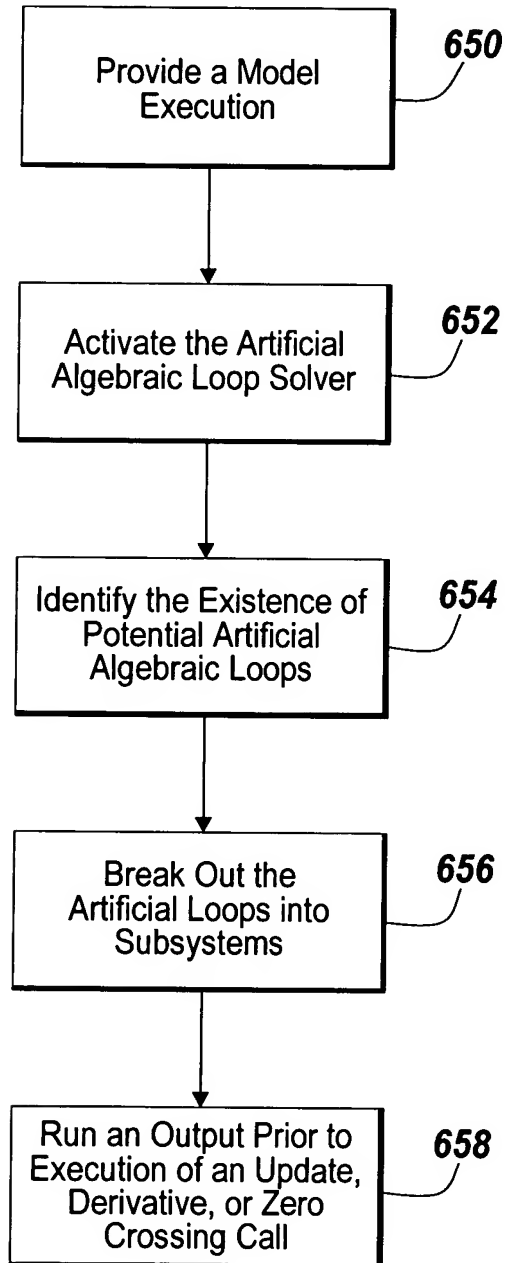 Provide a Model
Execution
650
Activate the Artificial
Algebraic Loop Solver
652
Identify the Existence of
Potential Artificial
Algebraic Loops
654
Break Out the
Artificial Loops into
Subsystems
656
Run an Output Prior to
Execution of an Update,
Derivative, or Zero
Crossing Call
658